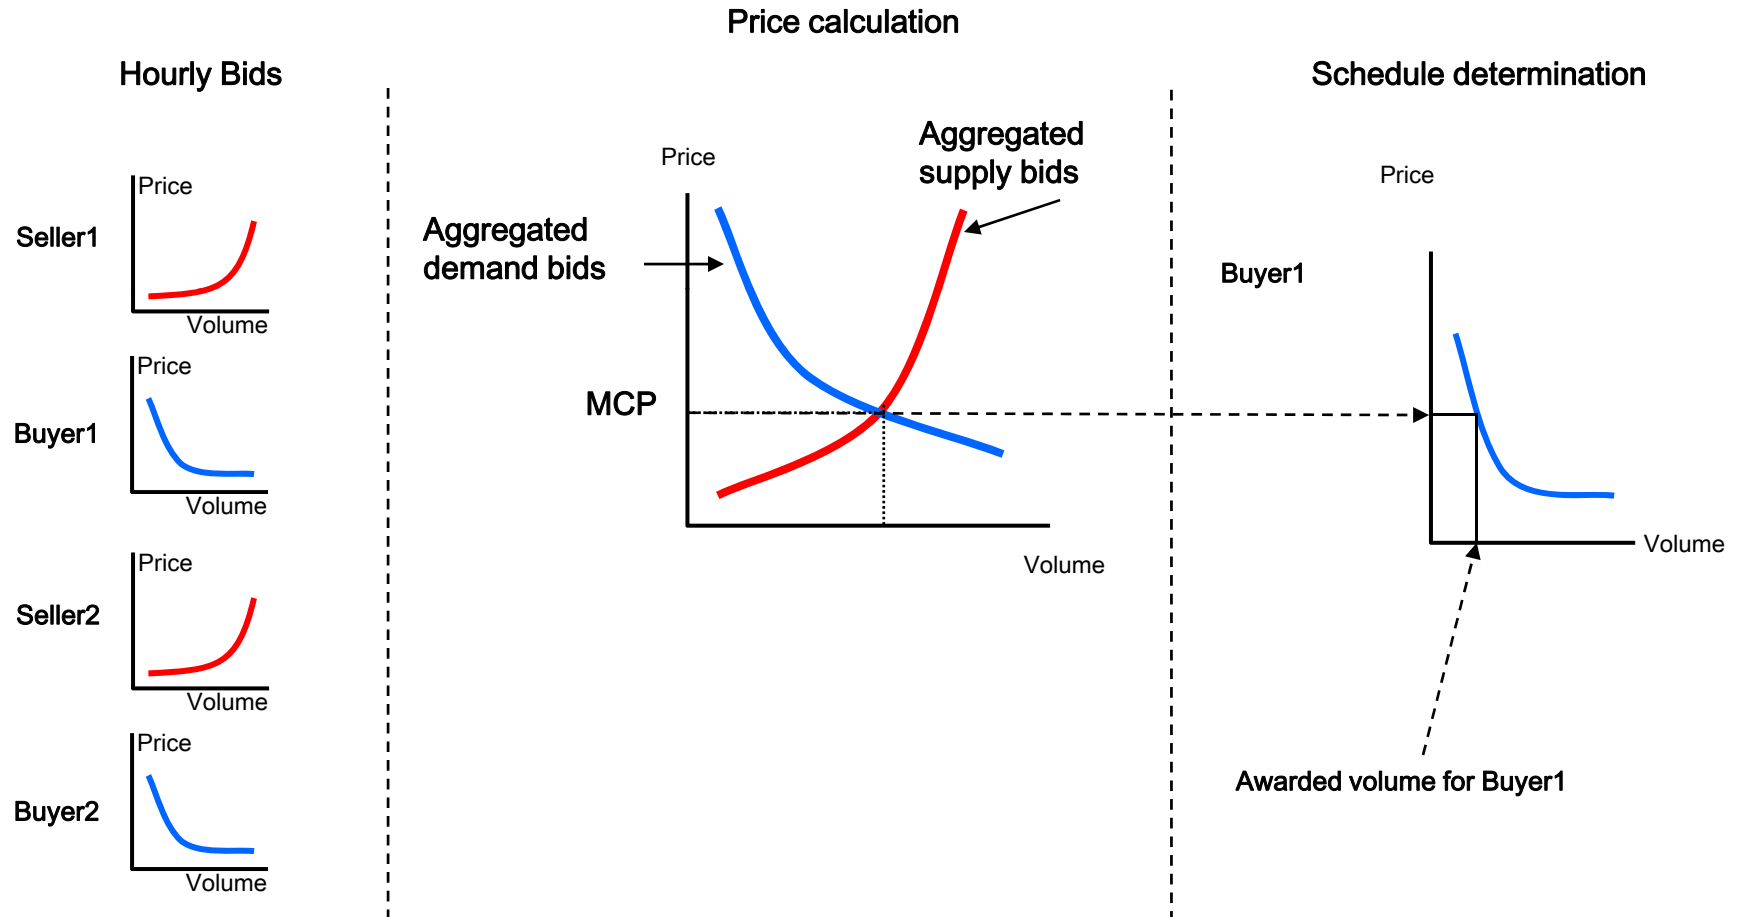 Price calculation
Hourly Bids
Schedule determination
Seller1
Price
Volume
Buyer1
Price
Volume
Seller2
Price
Volume
Buyer2
Price
Volume
Price
Aggregated
supply bids
Aggregated
demand bids
MCP
Volume
Price
Buyer1
Volume
Awarded volume for Buyer1